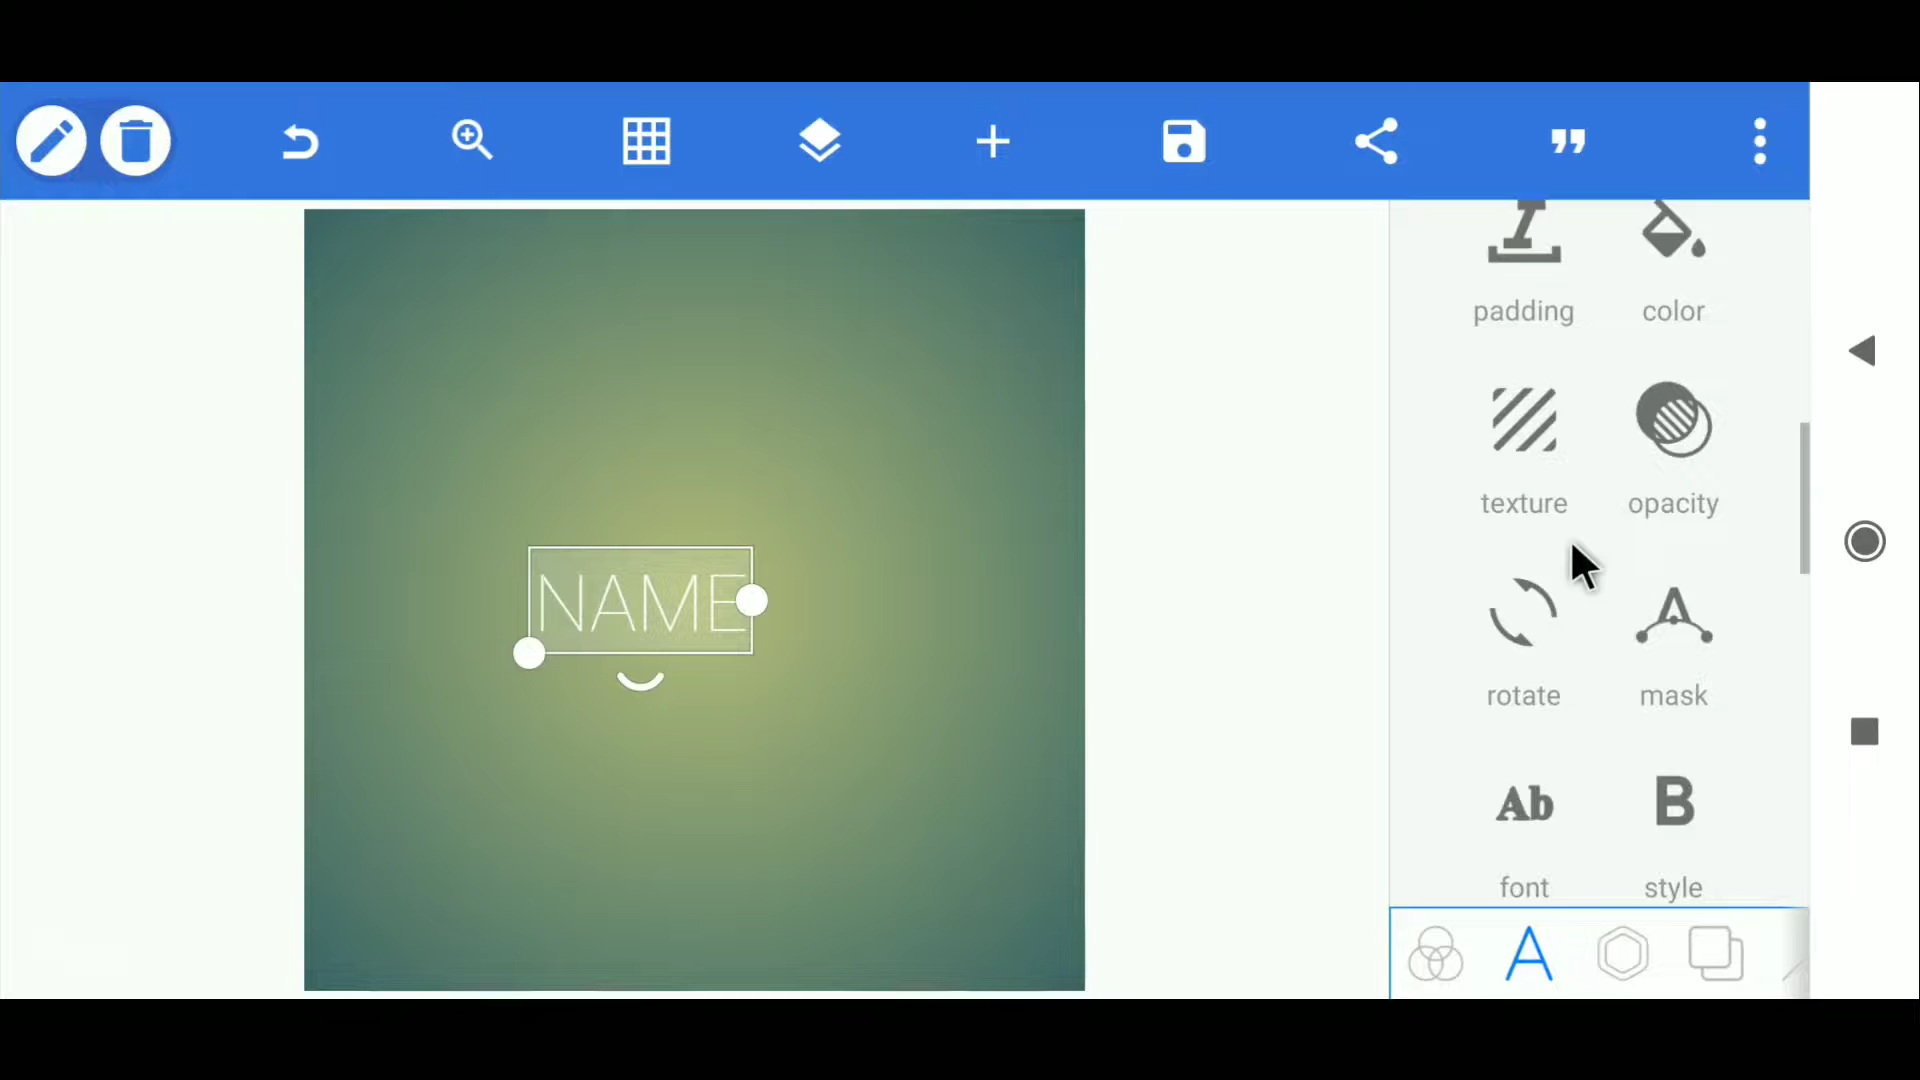 padding color
texture opacity
NAME
rotate mask
Ab B
font style
A